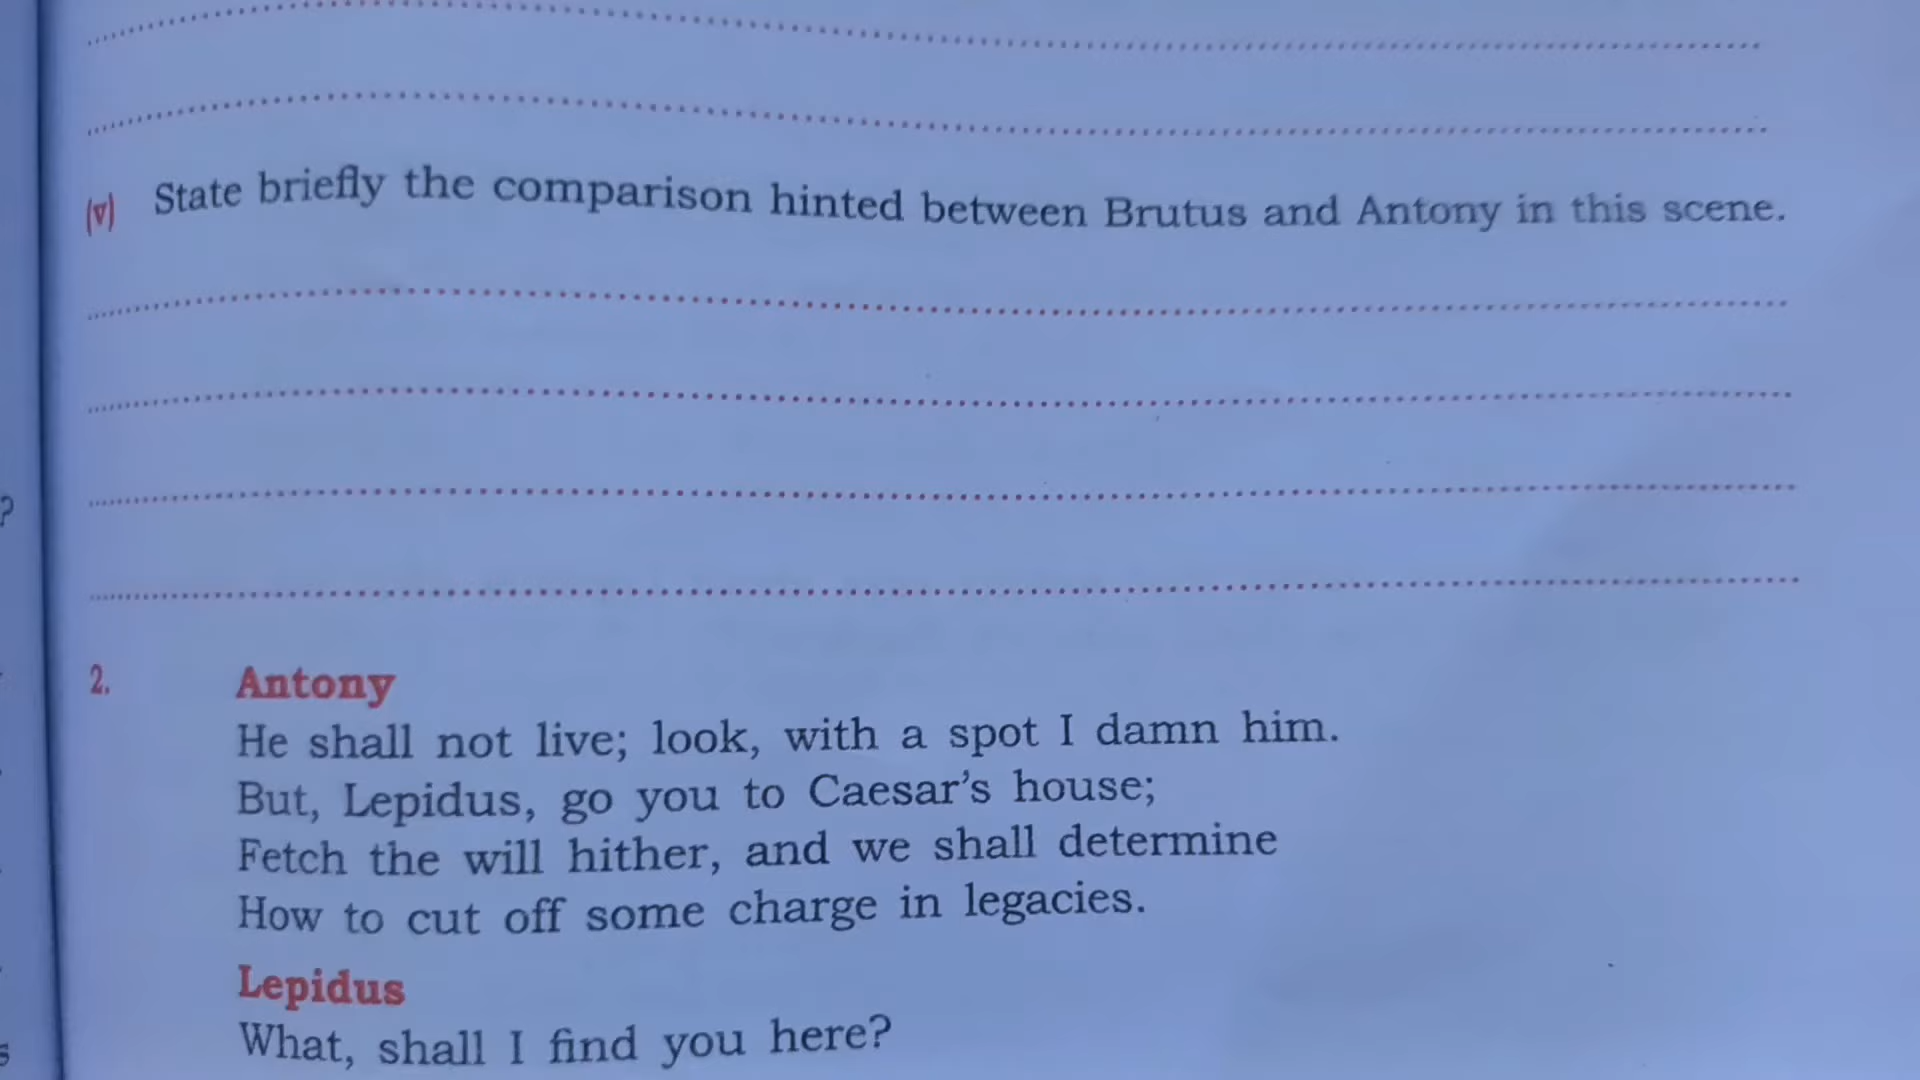 (v) State briefly the comparison hinted between Brutus and Antony in this scene.
?
2. Antony
He shall not live; look, with a spot I damn him.
But, Lepidus, go you to Caesar's house;
Fetch the will hither, and we shall determine
How to cut off some charge in legacies.
Lepidus
What, shall I find you here?